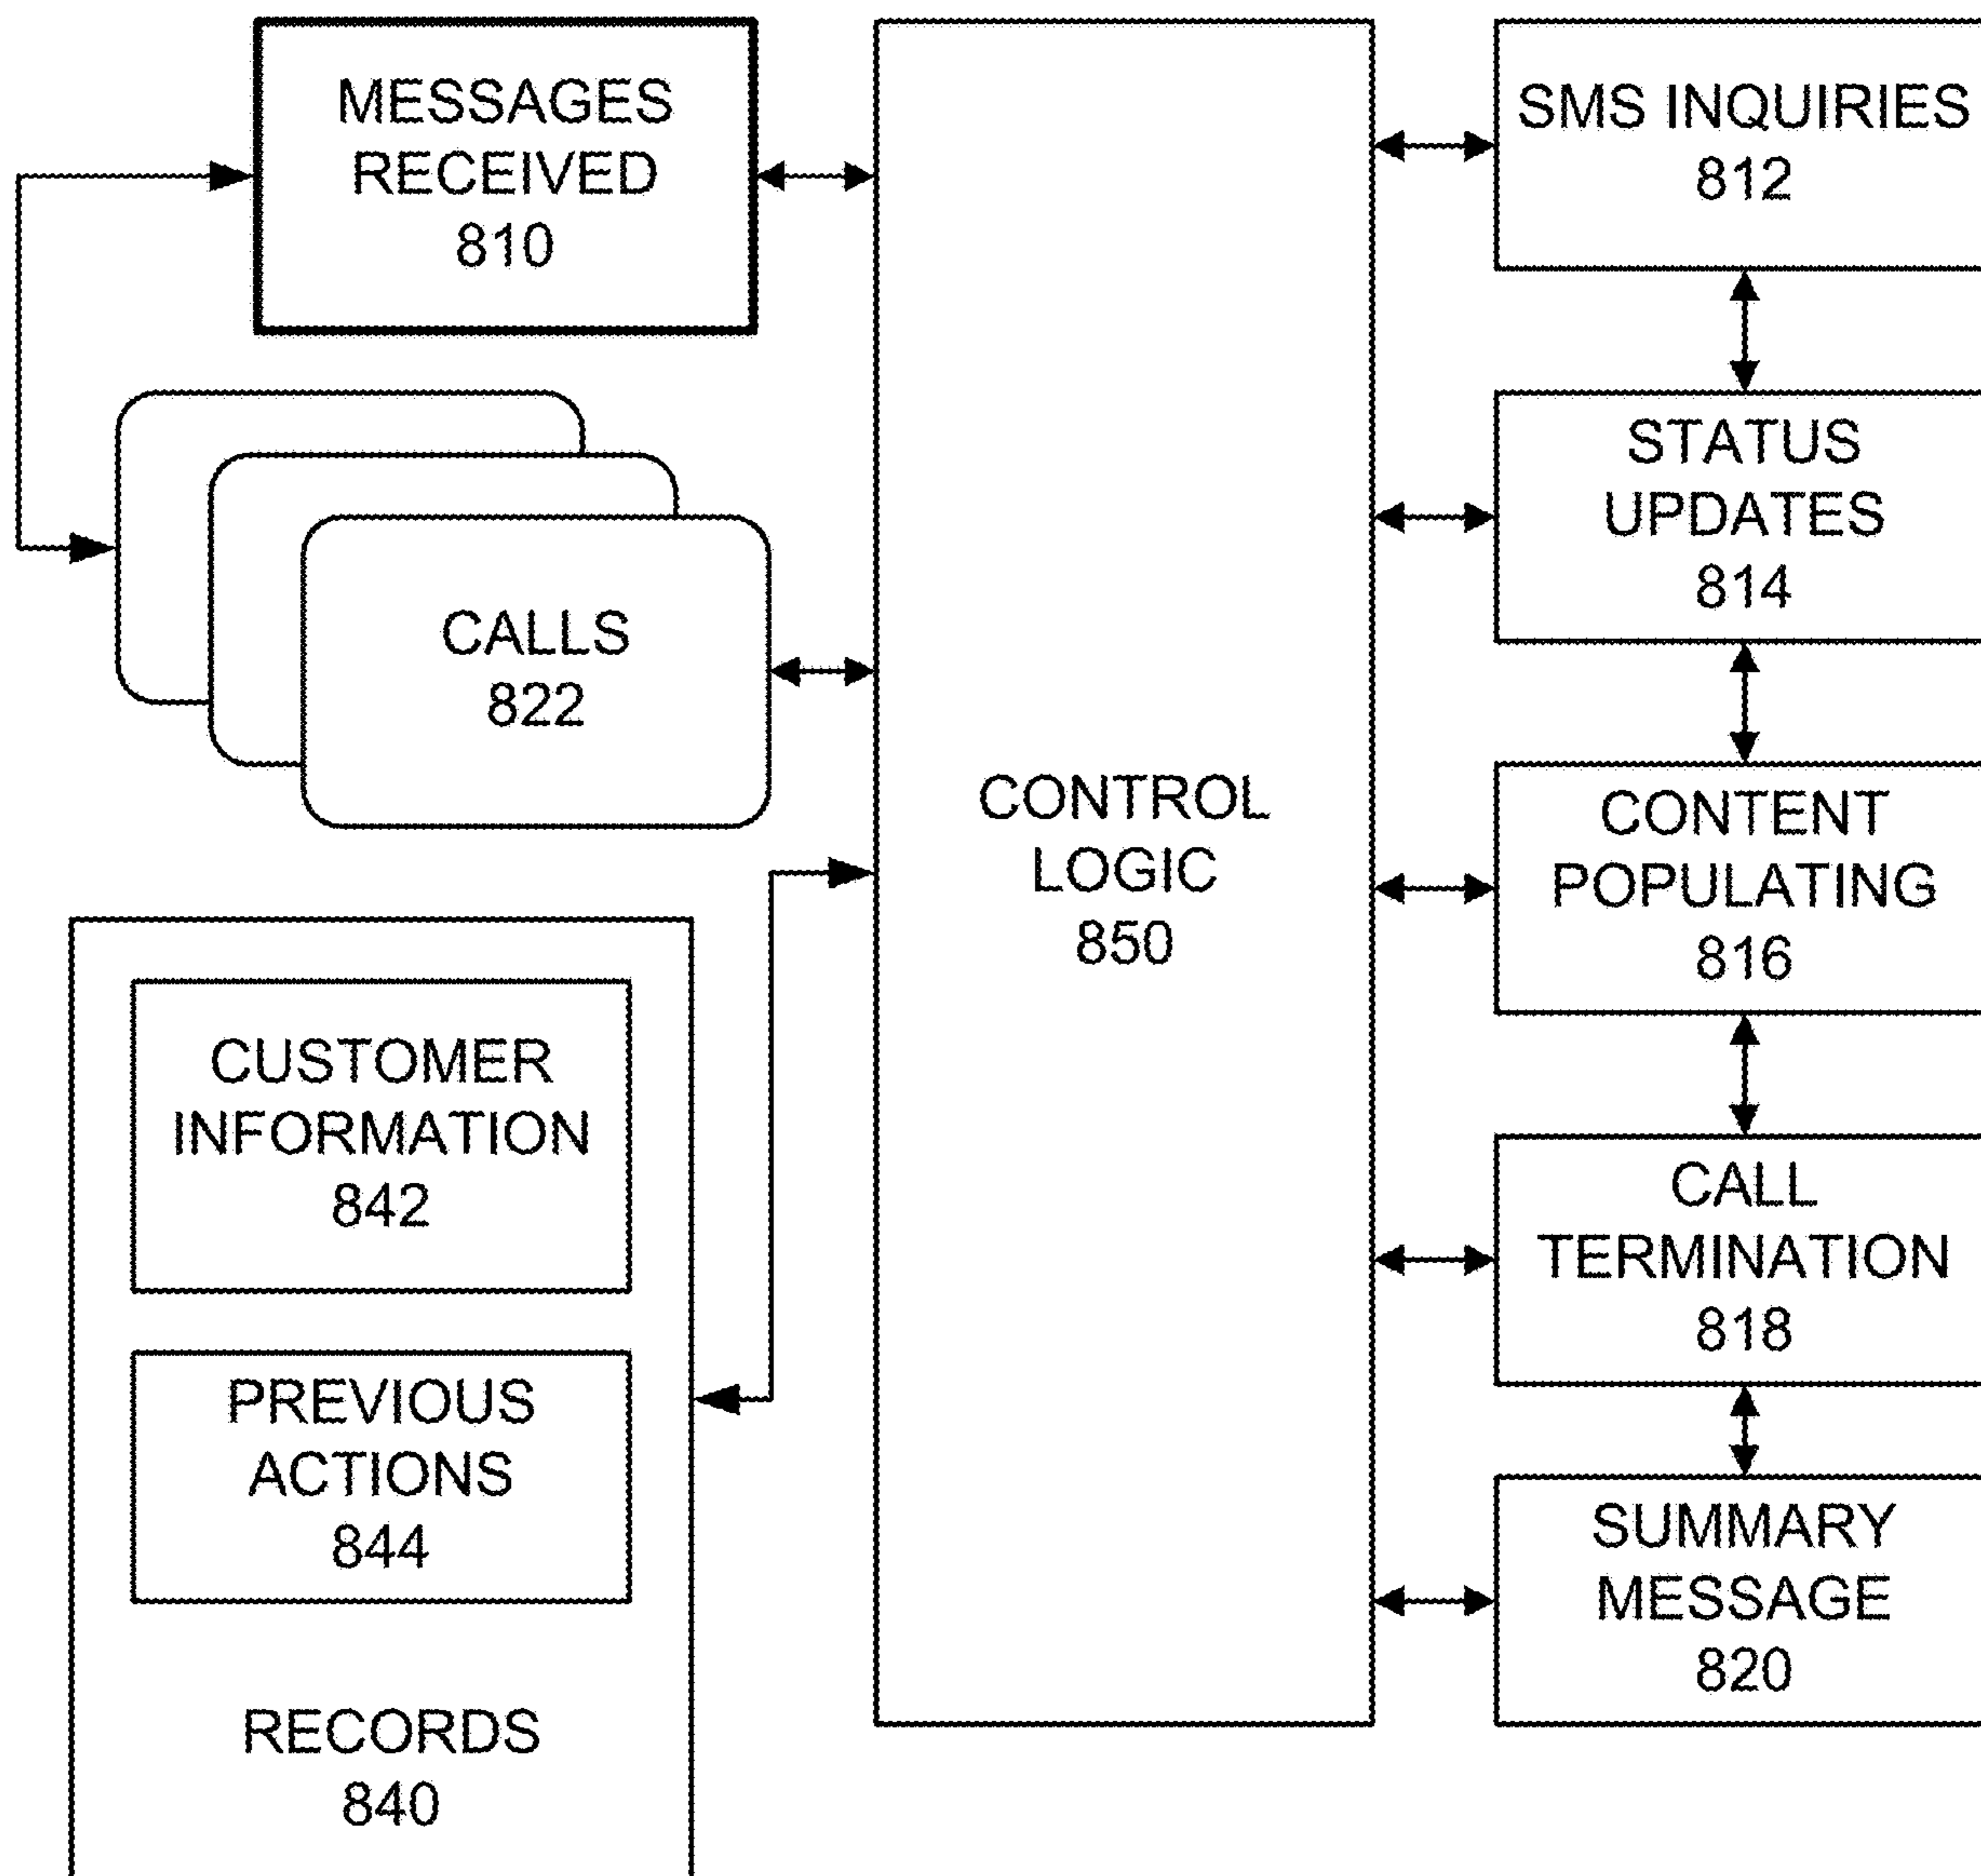 MESSAGES
RECEIVED
810
CALLS
822
CUSTOMER
INFORMATION
842
PREVIOUS
ACTIONS
844
RECORDS
840
CONTROL
LOGIC
850
SMS INQUIRIES
812
STATUS
UPDATES
814
CONTENT
POPULATING
816
CALL
TERMINATION
818
SUMMARY
MESSAGE
820